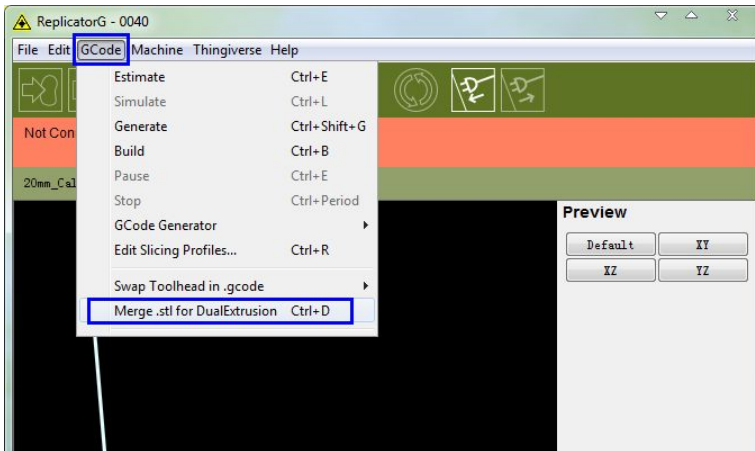 ReplicatorG - 0040
File Edit GCode Machine Thingiverse Help
Estimate Ctrl+E
Simulate Ctrl+L
Generate Ctrl+Shift+G
Not Con
Build Ctrl+B
Pause Ctrl+E
20mm_Cal
Stop Ctrl+Period
GCode Generator
Edit Slicing Profiles... Ctrl+R
Swap Toolhead in .gcode
Merge .stl for DualExtrusion Ctrl+D
Preview
Default XY
XZ YZ